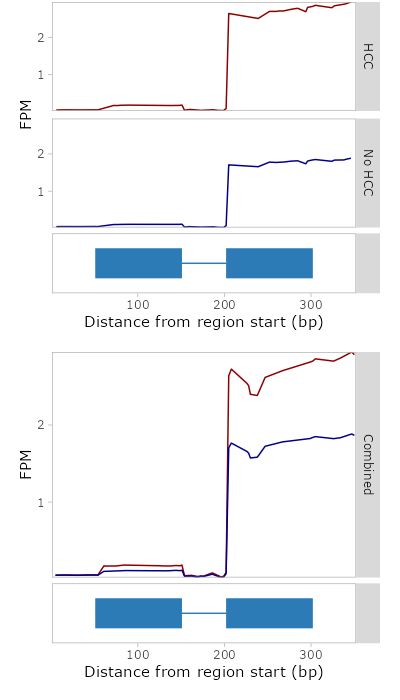 2
1
HCC
FPM
2
1
No HCC
100 200 300
Distance from region start (bp)
2
1
FPM
Combined
100 200 300
Distance from region start (bp)